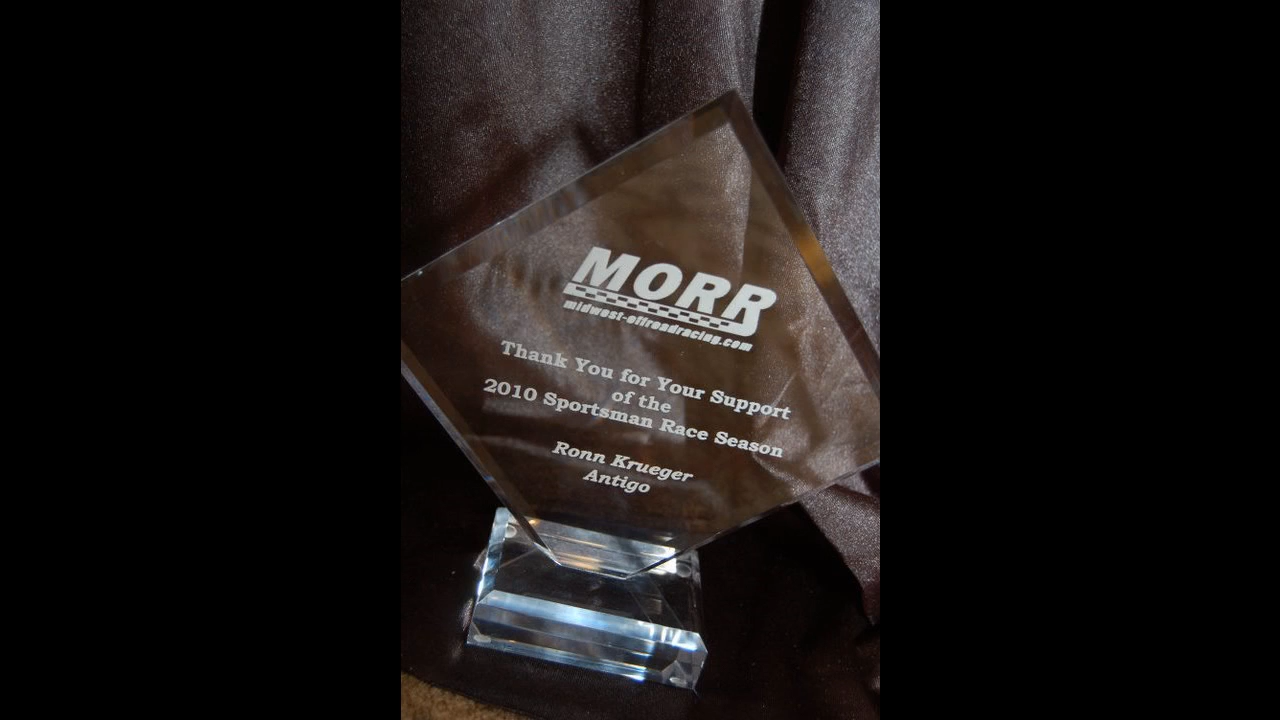 MORR
midwest-offroadracing.com
Thank You for Your Support
of the
2010 Sportsman Race Season
Ronn Krueger
Antigo